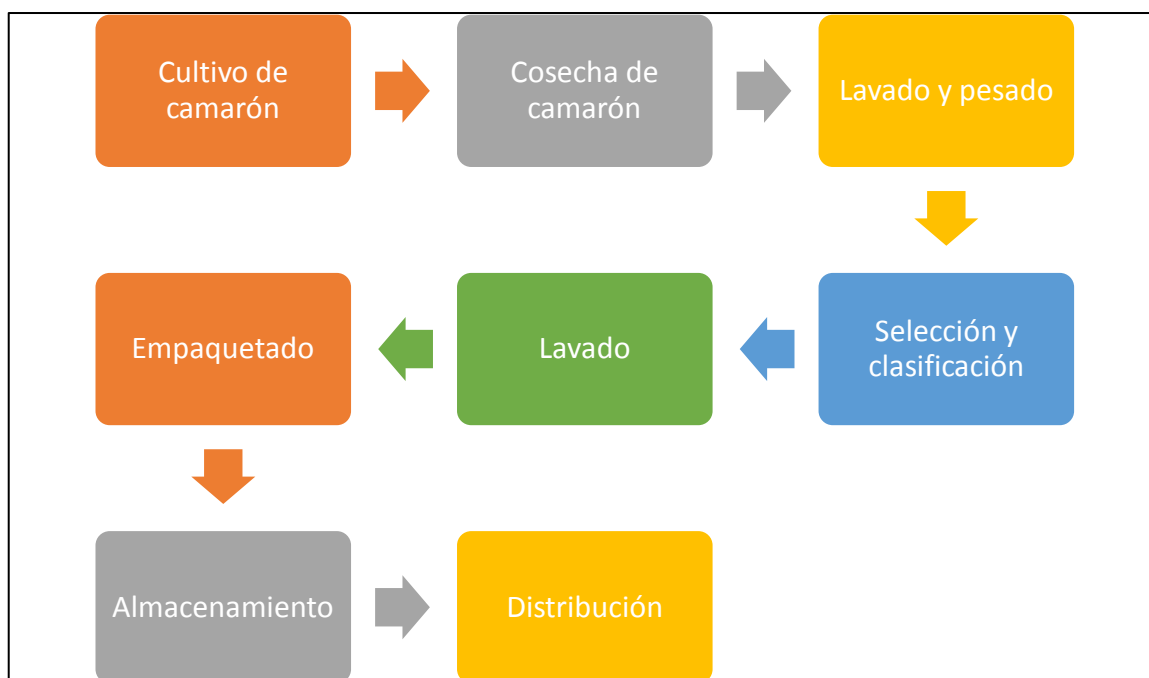 Cultivo de
camarón
Cosecha de
camarón
Lavado y pesado
Selección y
clasificación
Lavado
Empaquetado
Almacenamiento
Distribución